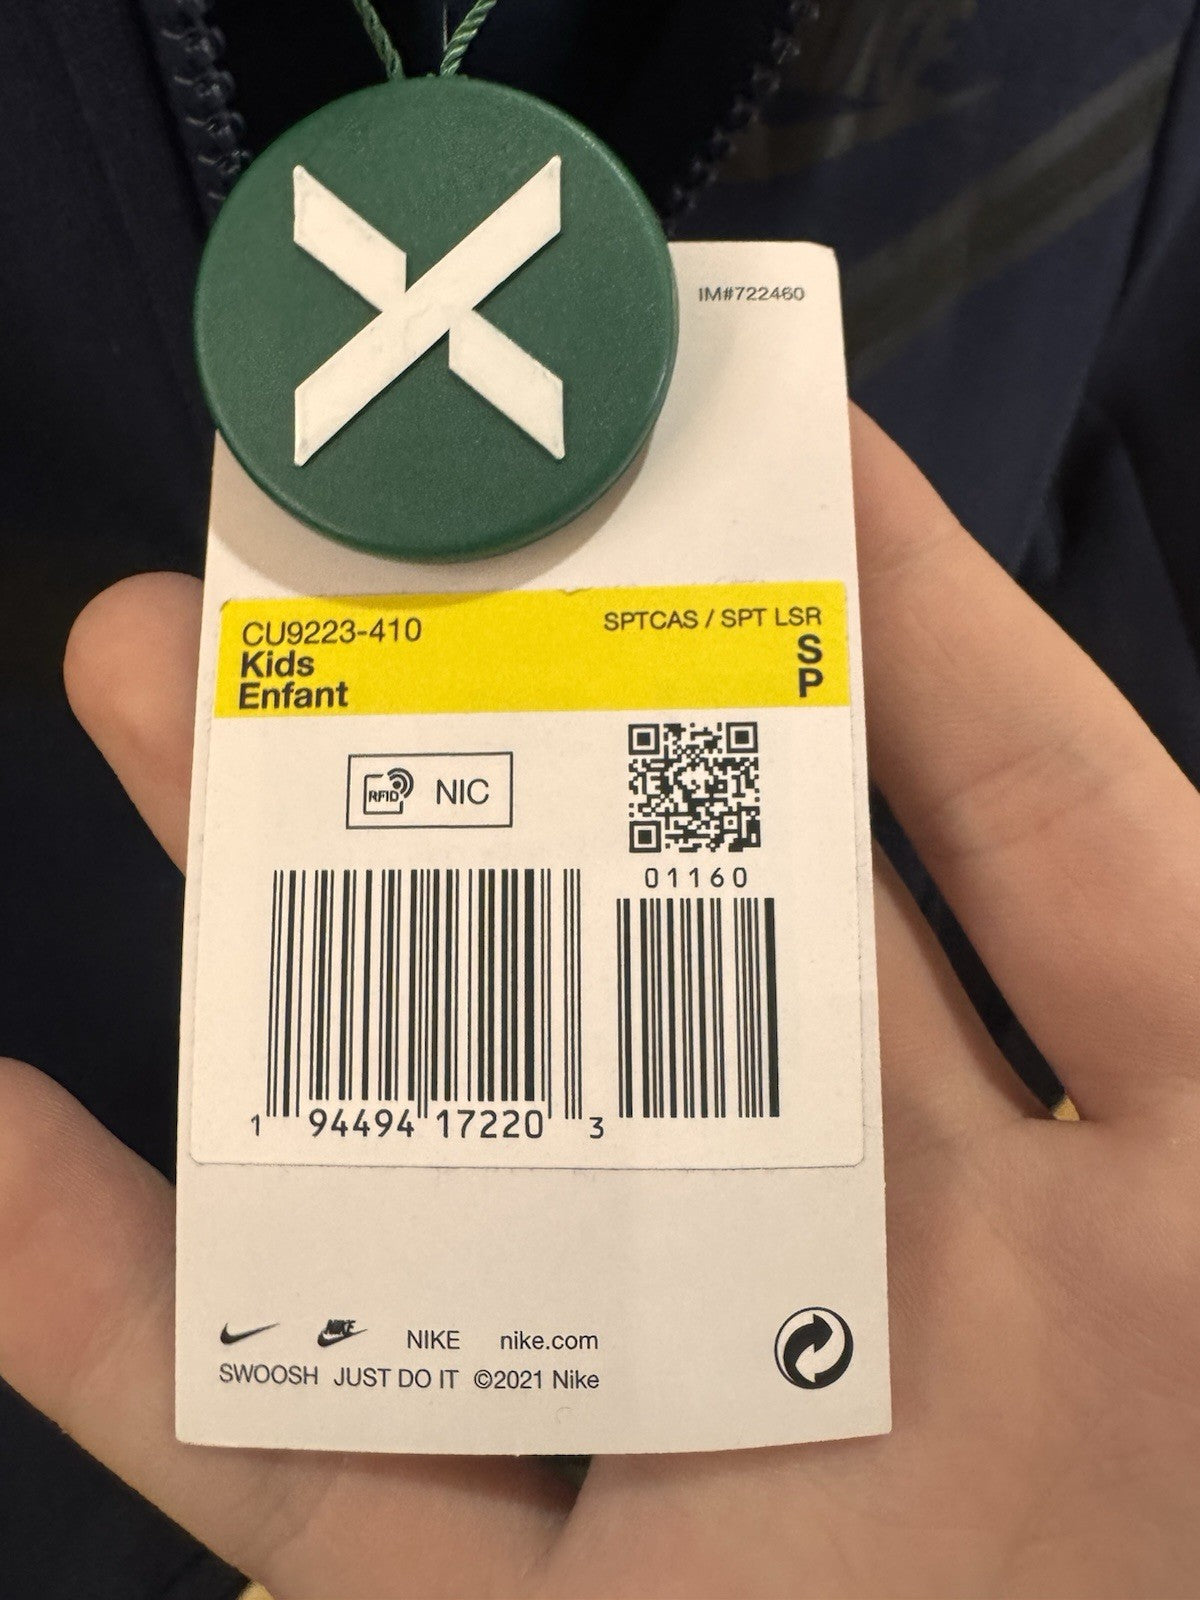 IM#722460
CU9223-410 SPTCAS / SPT LSR
Kids S
Enfant P
RFID NIC
01160
1 94494 17220 3
NIKE NIKE nike.com
SWOOSH JUST DO IT ©2021 Nike